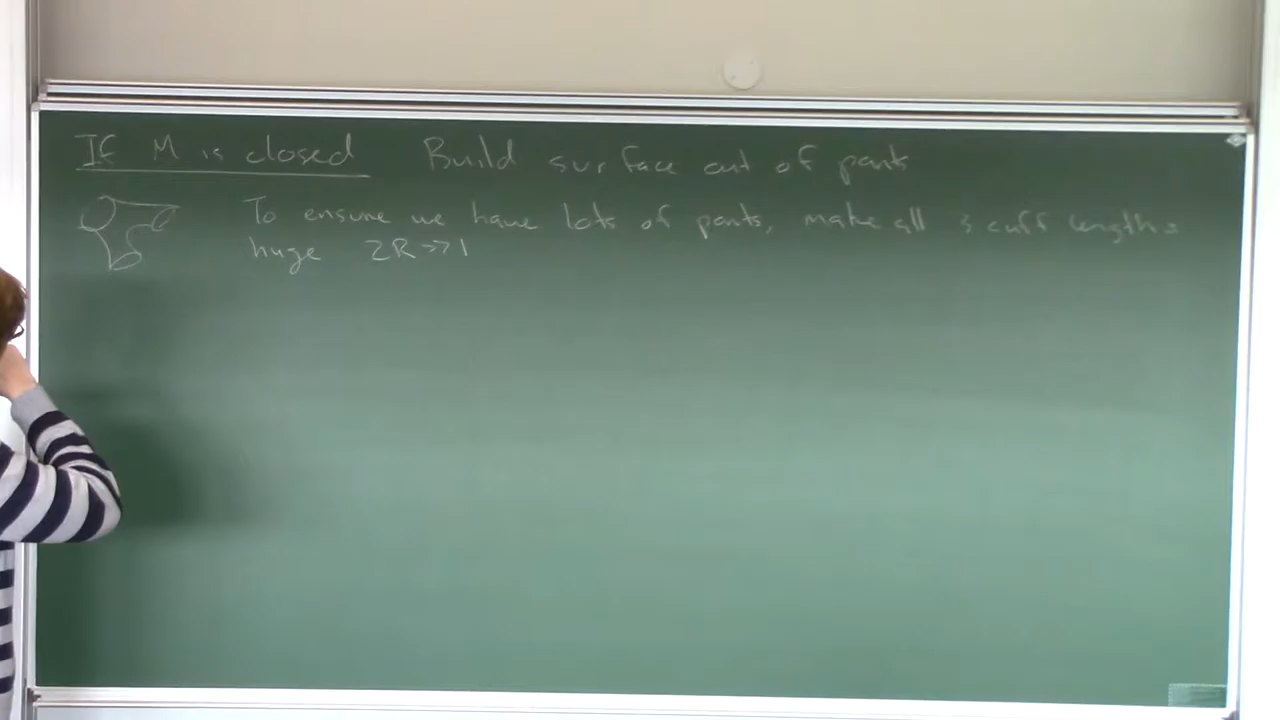 If M is closed Build surface out of pants
To ensure we have lots of pants, make all 3 cuff lengths
huge 2R >> 1